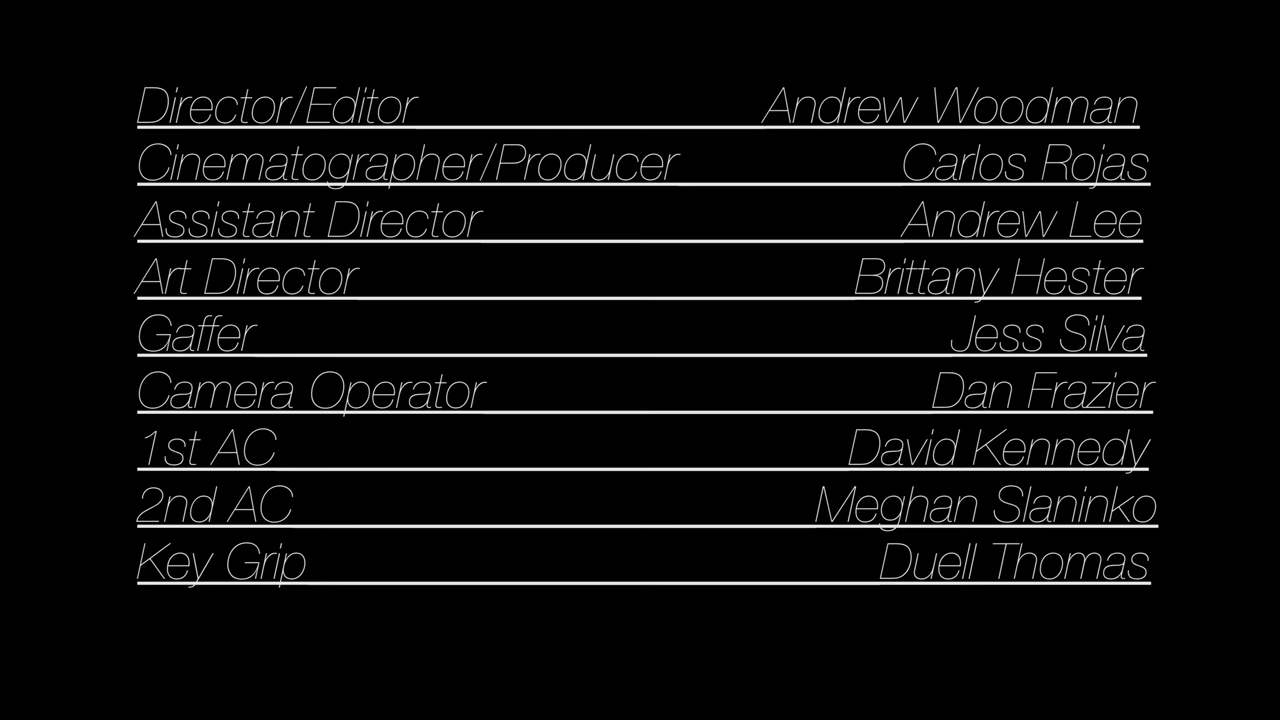 Director/Editor Andrew Woodman
Cinematographer/Producer Carlos Rojas
Assistant Director Andrew Lee
Art Director Brittany Hester
Gaffer Jess Silva
Camera Operator Dan Frazier
1st AC David Kennedy
2nd AC Meghan Slaninko
Key Grip Duell Thomas